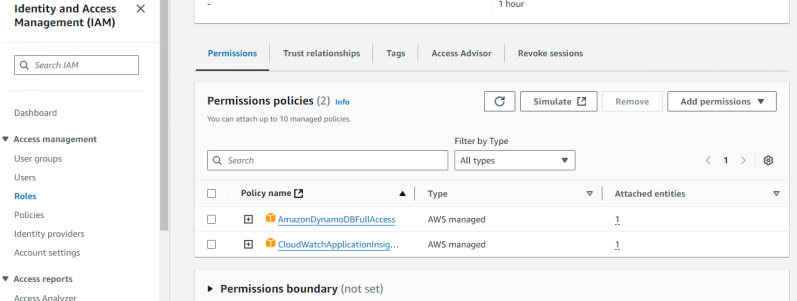 Identity and Access
Management (IAM)
Search IAM
Dashboard
Access management
User groups
Users
Roles
Policies
Identity providers
Account settings
Access reports
Access Analyzer
-
1 hour
Permissions
Trust relationships
Tags
Access Advisor
Revoke sessions
Permissions policies (2) Info
You can attach up to 10 managed policies.
Simulate
Remove
Add permissions
Filter by Type
Search
All types
1
Policy name
Type
Attached entities
AmazonDynamoDBFullAccess
AWS managed
1
CloudWatchApplicationInsig...
AWS managed
1
Permissions boundary (not set)